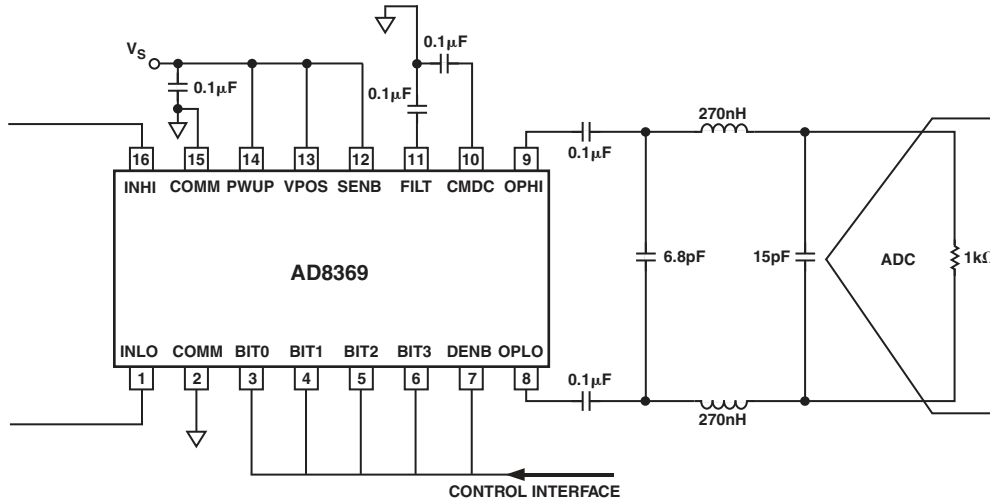 V_S
0.1µF
0.1µF
0.1µF
270nH
0.1µF
16 15 14 13 12 11 10 9
INHI COMM PWUP VPOS SENB FILT CMDC OPHI
AD8369
6.8pF
15pF
ADC
1kΩ
INLO COMM BIT0 BIT1 BIT2 BIT3 DENB OPLO
1 2 3 4 5 6 7 8
0.1µF
270nH
CONTROL INTERFACE